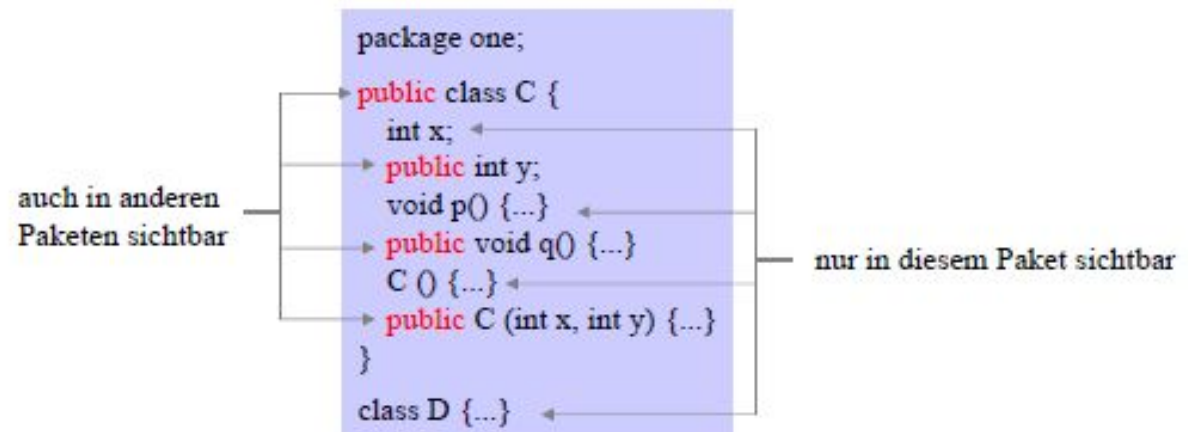 package one;
public class C {
int x;
public int y;
void p() {...}
public void q() {...}
C () {...}
public C (int x, int y) {...}
}
class D {...}
auch in anderen
Paketen sichtbar
nur in diesem Paket sichtbar